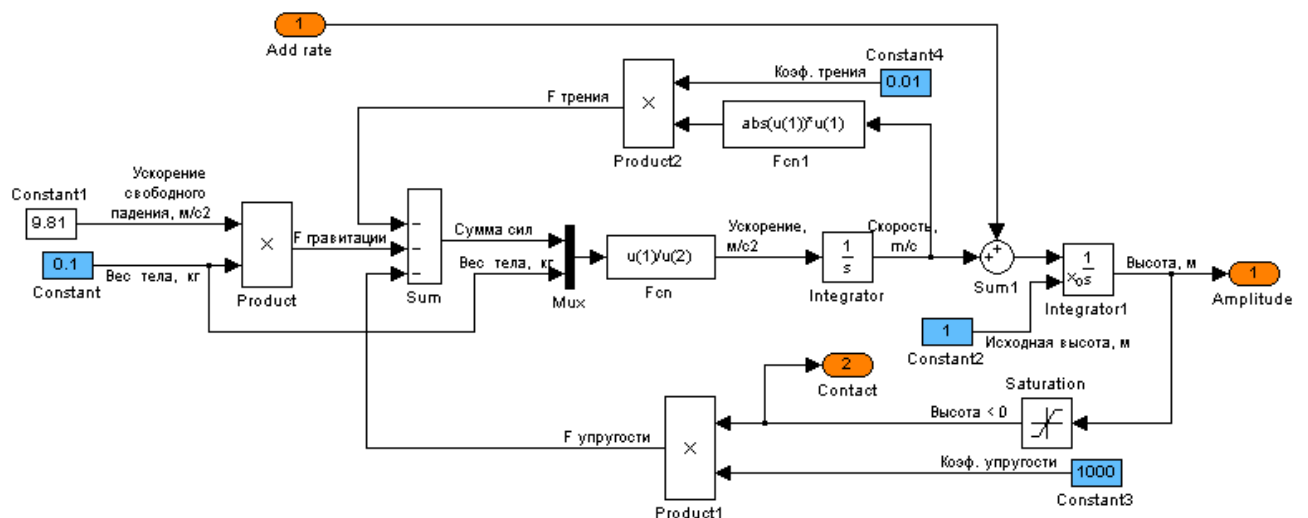 1
Add rate
Constant4
0.01
Коэф. трения
F трения
×
abs(u(1))*u(1)
Product2
Fcn1
Constant1
9.81
Ускорение
свободного
падения, м/с2
0.1
Constant
Вес тела, кг
×
Product
F гравитации
Sum
Сумма сил
Вес тела, кг
Mux
u(1)/u(2)
Fcn
Ускорение,
м/с2
1
s
Integrator
Скорость,
m/c
+
+
Sum1
1
s
x0
Integrator1
Высота, м
1
Amplitude
1
Constant2
Исходная высота, м
2
Contact
Saturation
Высота < 0
F упругости
×
Product1
Коэф. упругости
1000
Constant3